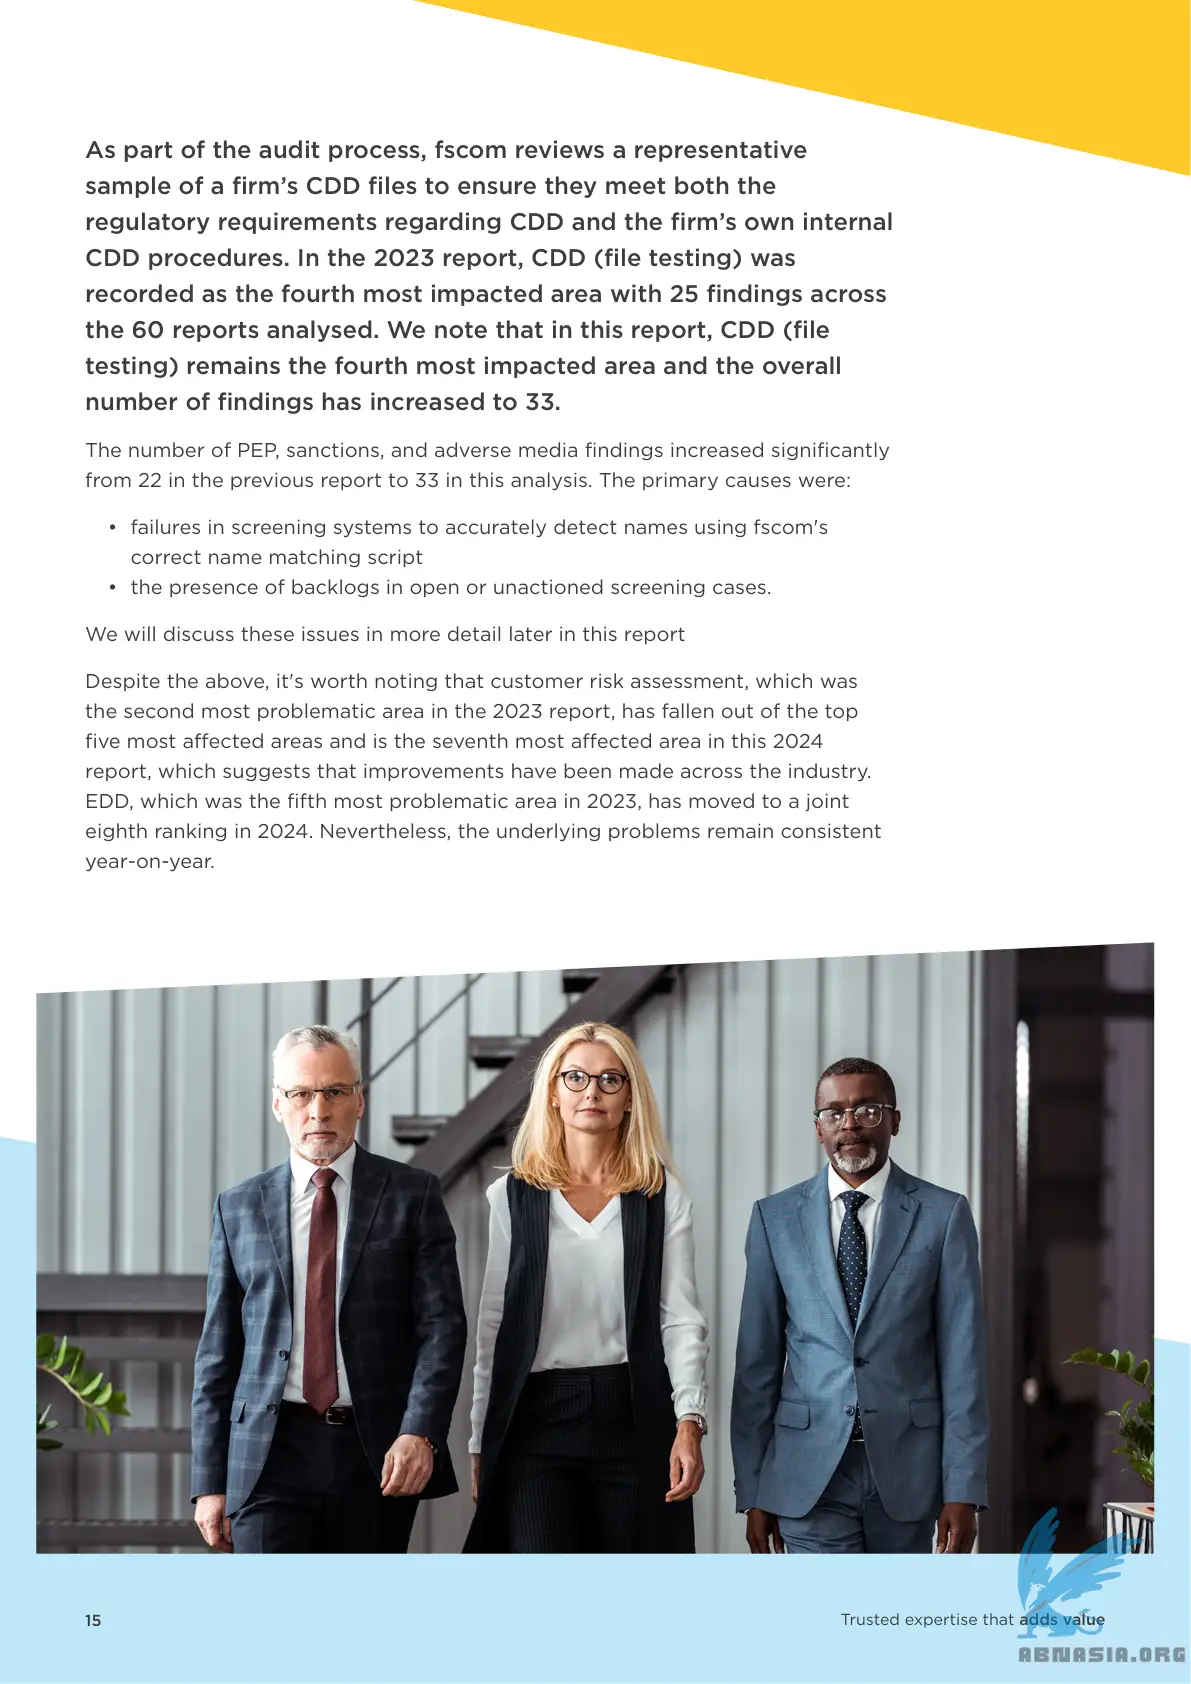 As part of the audit process, fscom reviews a representative
sample of a firm’s CDD files to ensure they meet both the
regulatory requirements regarding CDD and the firm’s own internal
CDD procedures. In the 2023 report, CDD (file testing) was
recorded as the fourth most impacted area with 25 findings across
the 60 reports analysed. We note that in this report, CDD (file
testing) remains the fourth most impacted area and the overall
number of findings has increased to 33.
The number of PEP, sanctions, and adverse media findings increased significantly
from 22 in the previous report to 33 in this analysis. The primary causes were:
• failures in screening systems to accurately detect names using fscom's
correct name matching script
• the presence of backlogs in open or unactioned screening cases.
We will discuss these issues in more detail later in this report
Despite the above, it's worth noting that customer risk assessment, which was
the second most problematic area in the 2023 report, has fallen out of the top
five most affected areas and is the seventh most affected area in this 2024
report, which suggests that improvements have been made across the industry.
EDD, which was the fifth most problematic area in 2023, has moved to a joint
eighth ranking in 2024. Nevertheless, the underlying problems remain consistent
year-on-year.
15
Trusted expertise that adds value
ABNASIA.ORG